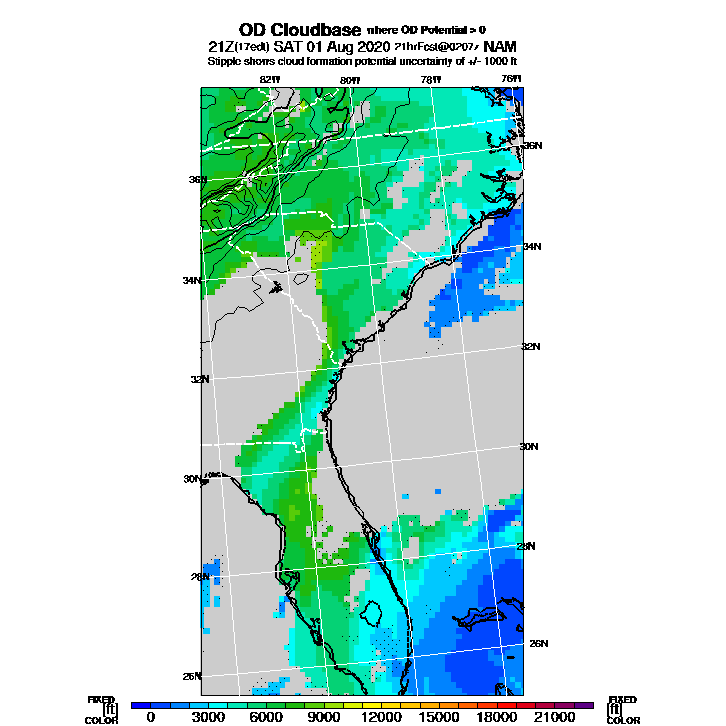 OD Cloudbase where OD Potential > 0
21Z(17edt) SAT 01 Aug 2020 21hrFcst@0207z NAM
Stipple shows cloud formation potential uncertainty of +/- 1000 ft
82W 80W 78W 76W
36N
36N
34N
34N
32N
32N
30N
30N
28N
28N
26N
26N
FIXED FIXED
[ft] [ft]
COLOR COLOR
0 3000 6000 9000 12000 15000 18000 21000